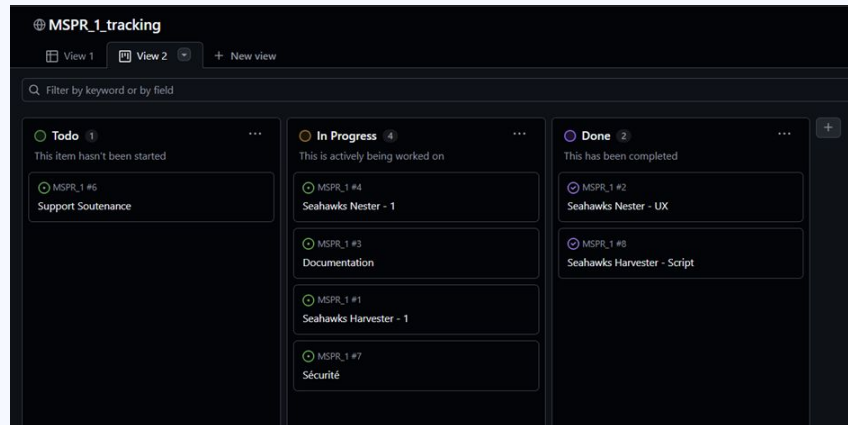 MSPR_1_tracking
View 1
View 2
+ New view
Filter by keyword or by field
Todo 1
This item hasn't been started
MSPR_1 #6
Support Soutenance
In Progress 4
This is actively being worked on
MSPR_1 #4
Seahawks Nester - 1
MSPR_1 #3
Documentation
MSPR_1 #1
Seahawks Harvester - 1
MSPR_1 #7
Sécurité
Done 2
This has been completed
MSPR_1 #2
Seahawks Nester - UX
MSPR_1 #8
Seahawks Harvester - Script